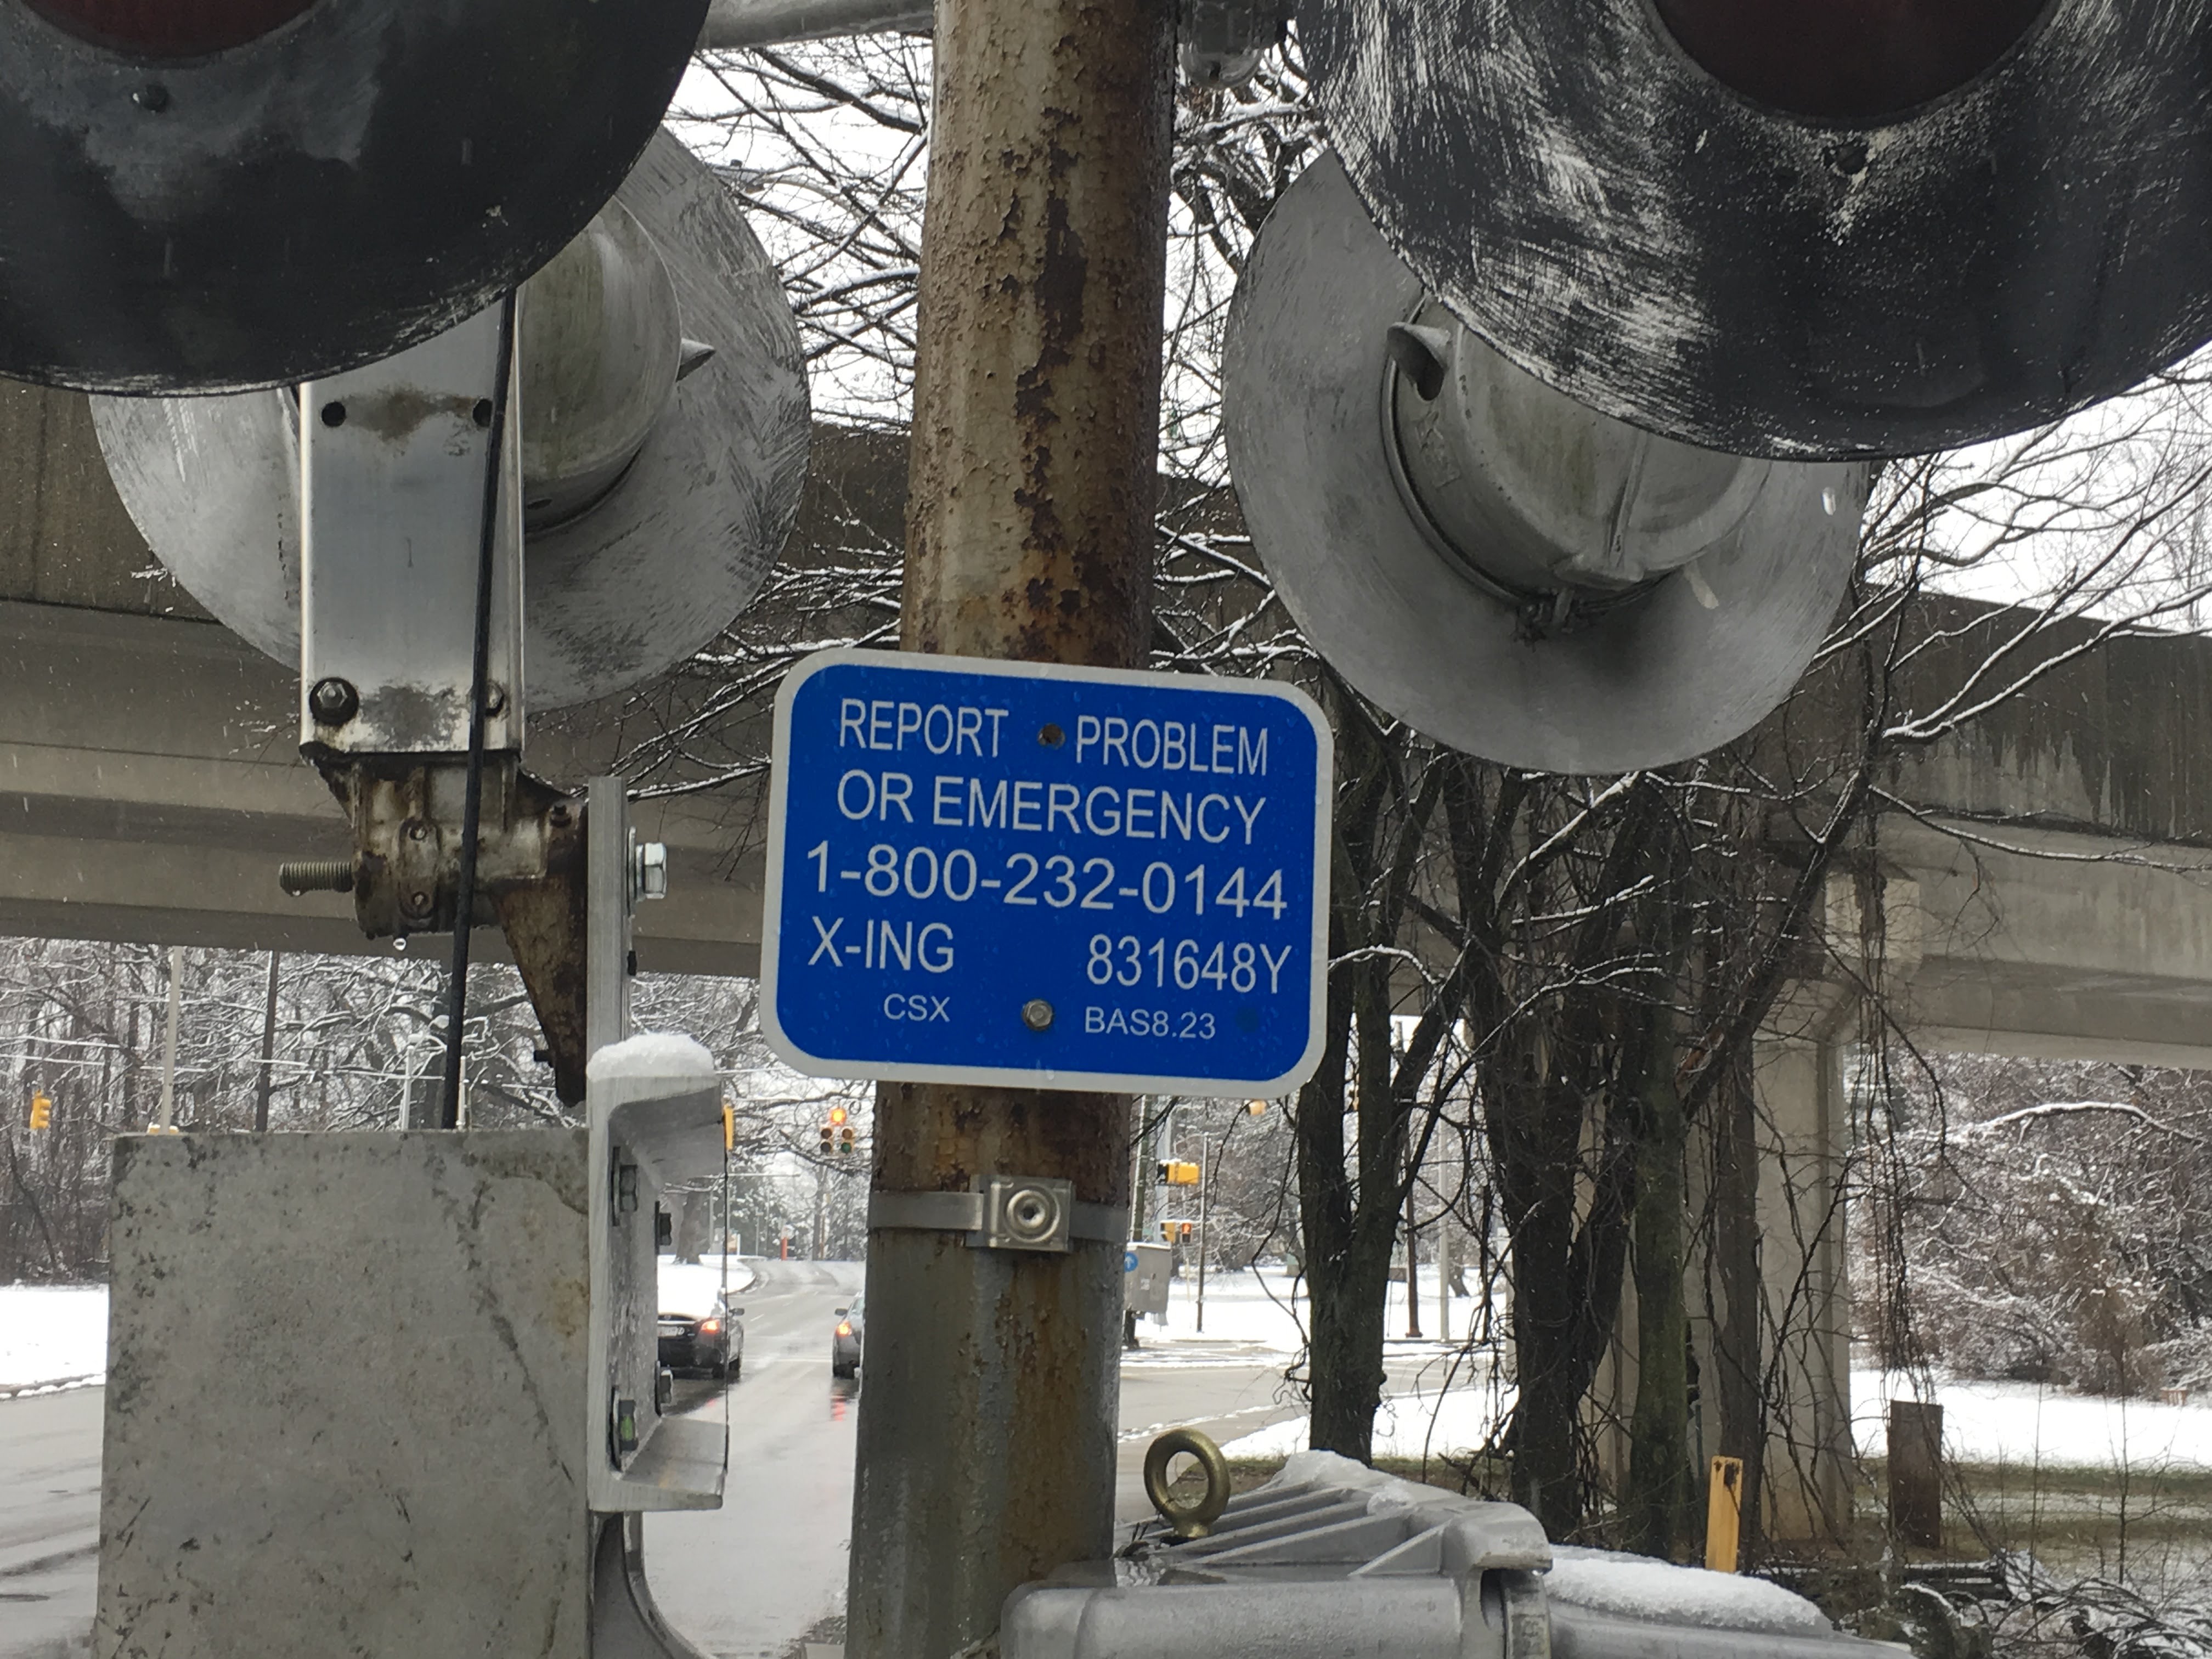 REPORT PROBLEM
OR EMERGENCY
1-800-232-0144
X-ING 831648Y
CSX BAS8.23